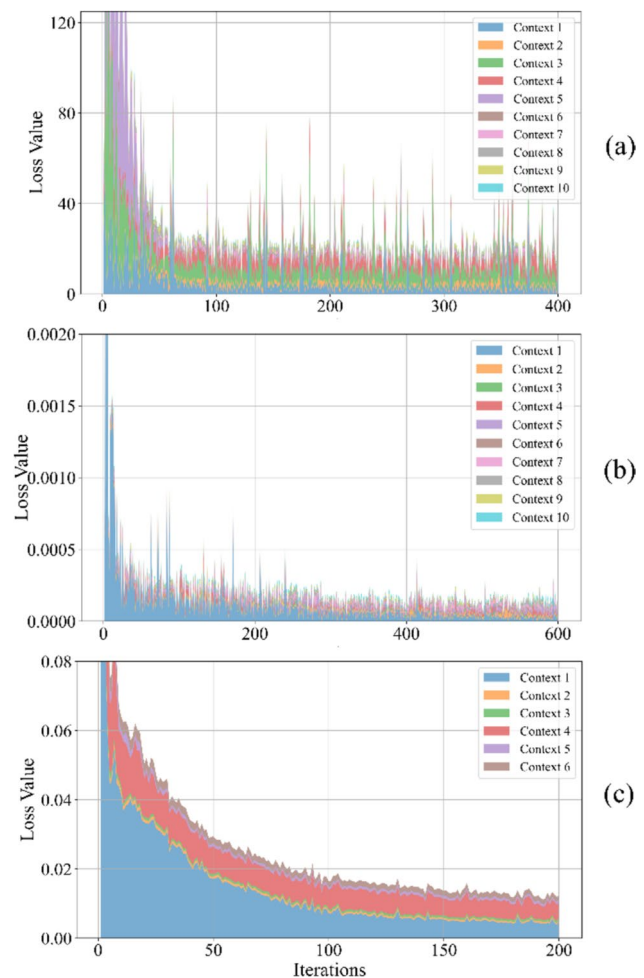 120
80
40
0
Loss Value
0
100
200
300
400
Context 1
Context 2
Context 3
Context 4
Context 5
Context 6
Context 7
Context 8
Context 9
Context 10
(a)
0.0020
0.0015
0.0010
0.0005
0.0000
Loss Value
0
200
400
600
Context 1
Context 2
Context 3
Context 4
Context 5
Context 6
Context 7
Context 8
Context 9
Context 10
(b)
0.08
0.06
0.04
0.02
0.00
Loss Value
0
50
100
150
200
Iterations
Context 1
Context 2
Context 3
Context 4
Context 5
Context 6
(c)